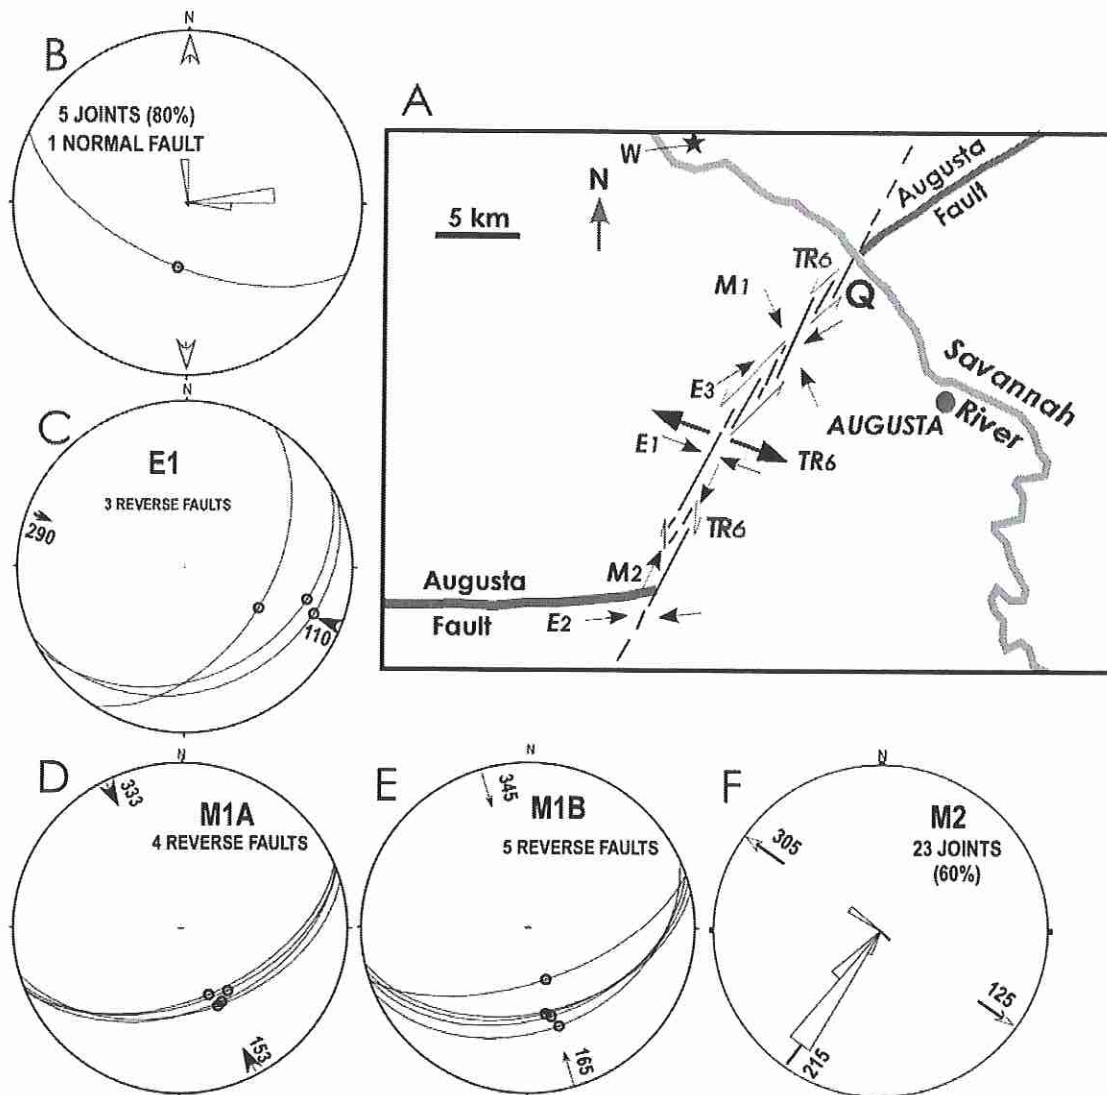 B
N
5 JOINTS (80%)
1 NORMAL FAULT
A
W
N
5 km
Augusta
Fault
TR6
Q
M1
E3
Savannah
River
AUGUSTA
E1
TR6
TR6
M2
Augusta
Fault
E2
C
N
E1
3 REVERSE FAULTS
290
110
D
N
333
M1A
4 REVERSE FAULTS
153
E
N
345
M1B
5 REVERSE FAULTS
165
F
N
305
M2
23 JOINTS
(60%)
125
215